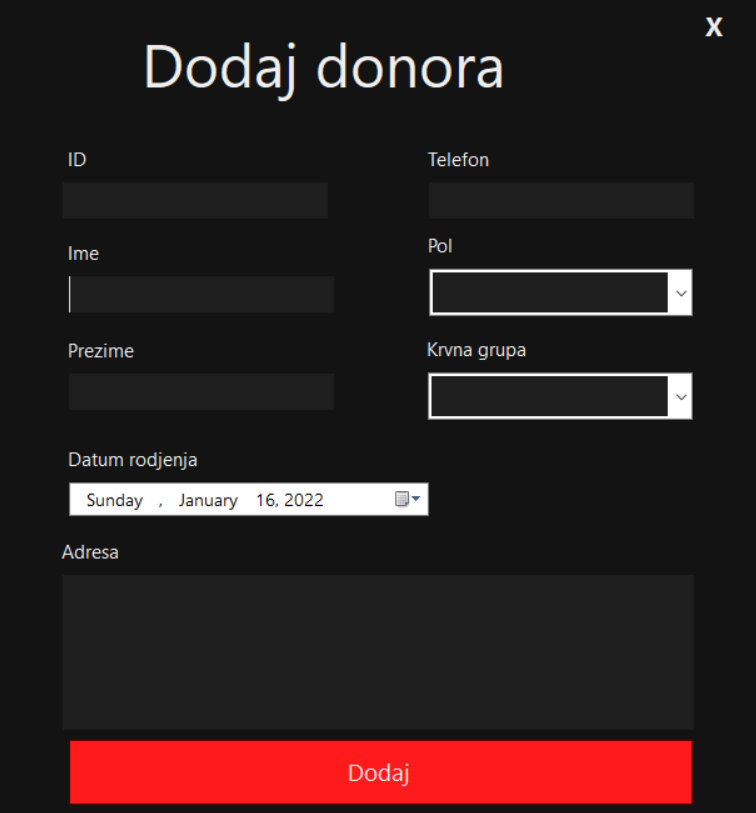 X
Dodaj donora
ID
Telefon
Ime
Pol
Prezime
Krvna grupa
Datum rodjenja
Sunday , January 16, 2022
Adresa
Dodaj